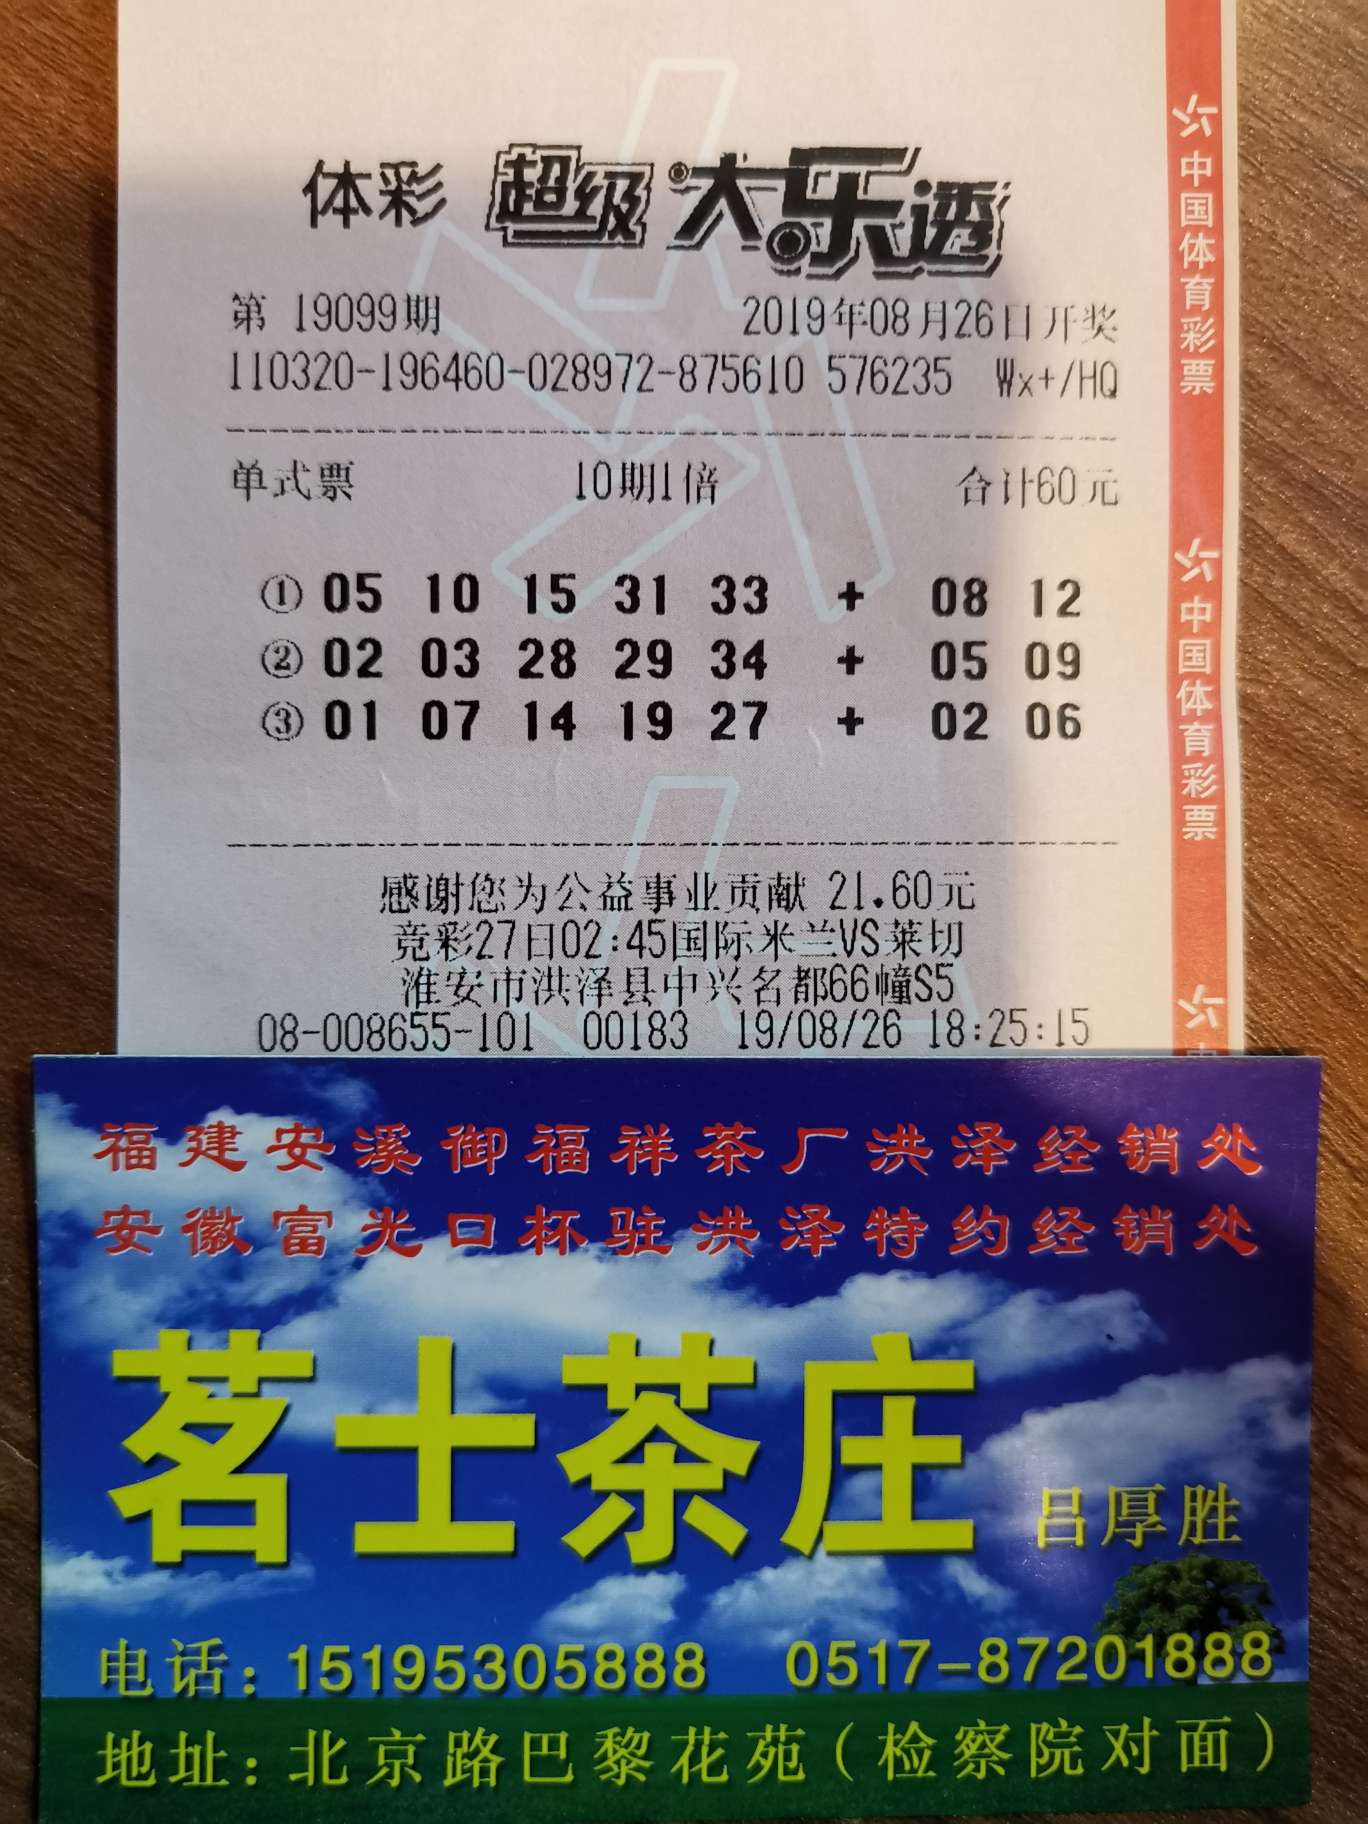 体彩 超级大乐透
第 19099期 2019年08月26日开奖
110320-196460-028972-875610 576235 Wx+/HQ
单式票 10期1倍 合计60元
① 05 10 15 31 33 + 08 12
② 02 03 28 29 34 + 05 09
③ 01 07 14 19 27 + 02 06
感谢您为公益事业贡献 21.60元
竞彩27日02:45国际米兰VS莱切
淮安市洪泽县中兴名都66幢S5
08-008655-101 00183 19/08/26 18:25:15
中国体育彩票
中国体育彩票
中
福建安溪御福祥茶厂洪泽经销处
安徽富光口杯驻洪泽特约经销处
茗士茶庄 吕厚胜
电话:15195305888 0517-87201888
地址:北京路巴黎花苑(检察院对面)